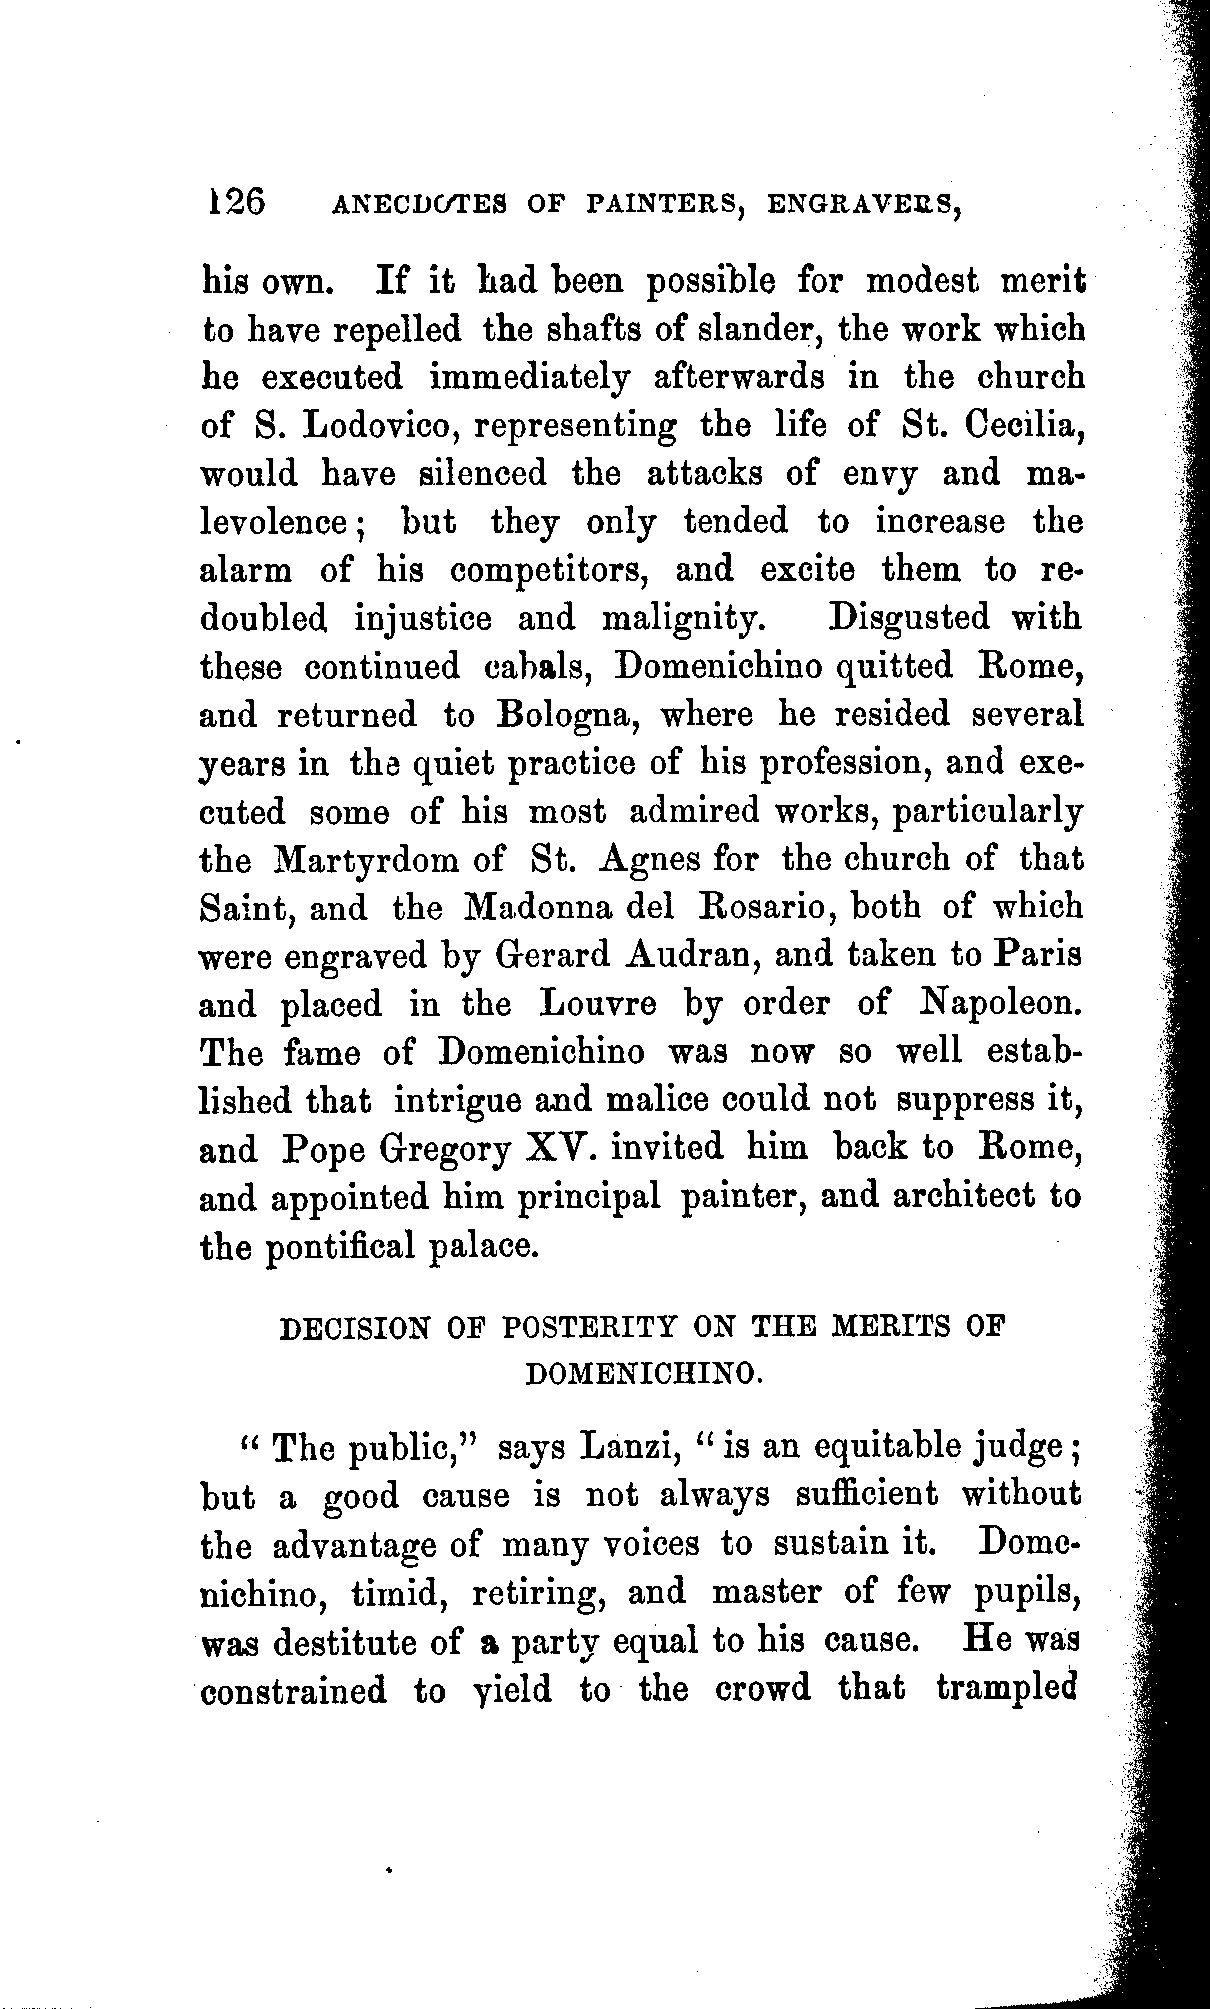 126 ANECDOTES OF PAINTERS, ENGRAVERS,
his own. If it had been possible for modest merit
to have repelled the shafts of slander, the work which
he executed immediately afterwards in the church
of S. Lodovico, representing the life of St. Cecilia,
would have silenced the attacks of envy and ma-
levolence; but they only tended to increase the
alarm of his competitors, and excite them to re-
doubled injustice and malignity. Disgusted with
these continued cabals, Domenichino quitted Rome,
and returned to Bologna, where he resided several
years in the quiet practice of his profession, and exe-
cuted some of his most admired works, particularly
the Martyrdom of St. Agnes for the church of that
Saint, and the Madonna del Rosario, both of which
were engraved by Gerard Audran, and taken to Paris
and placed in the Louvre by order of Napoleon.
The fame of Domenichino was now so well estab-
lished that intrigue and malice could not suppress it,
and Pope Gregory XV. invited him back to Rome,
and appointed him principal painter, and architect to
the pontifical palace.
DECISION OF POSTERITY ON THE MERITS OF
DOMENICHINO.
"The public," says Lanzi, "is an equitable judge;
but a good cause is not always sufficient without
the advantage of many voices to sustain it. Dome-
nichino, timid, retiring, and master of few pupils,
was destitute of a party equal to his cause. He was
constrained to yield to the crowd that trampled